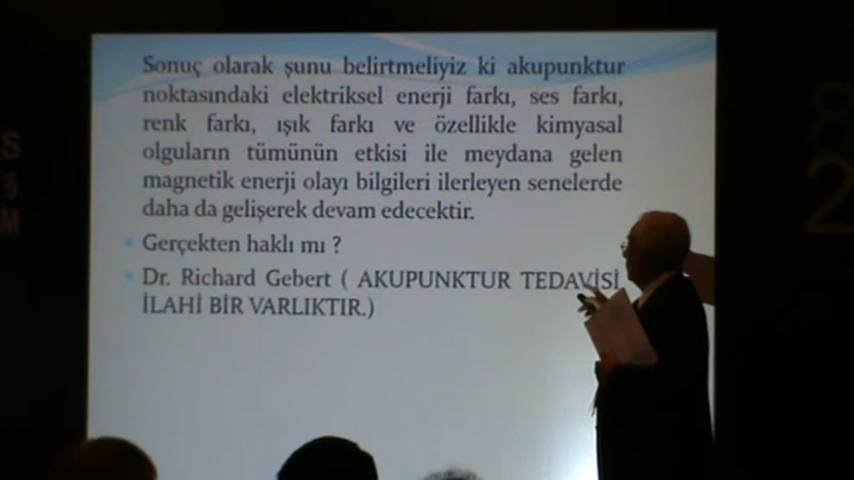 Sonuç olarak şunu belirtmeliyiz ki akupunktur
noktasındaki elektriksel enerji farkı, ses farkı,
renk farkı, ışık farkı ve özellikle kimyasal
olguların tümünün etkisi ile meydana gelen
magnetik enerji olayı bilgileri ilerleyen senelerde
daha da gelişerek devam edecektir.
Gerçekten haklı mı ?
Dr. Richard Gebert ( AKUPUNKTUR TEDAVİSİ
İLAHİ BİR VARLIKTIR.)